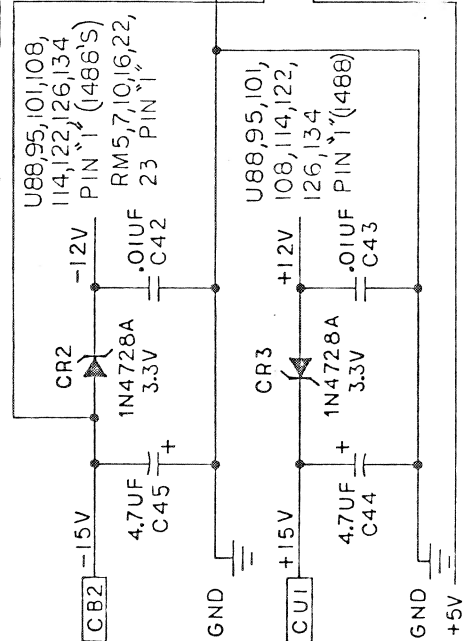 U88,95,101,108,
114,122,126,134
PIN "1" (1486'S)
RM5,7,10,16,22,
23 PIN "1"
-12V
.01UF
C42
CR2
1N4728A
3.3V
4.7UF
C45
+
-15V
CB2
GND
U88,95,101,
108,114,122,
126,134
PIN "1" (1488)
+12V
.01UF
C43
CR3
1N4728A
3.3V
4.7UF
C44
+
+15V
CU1
GND
+5V